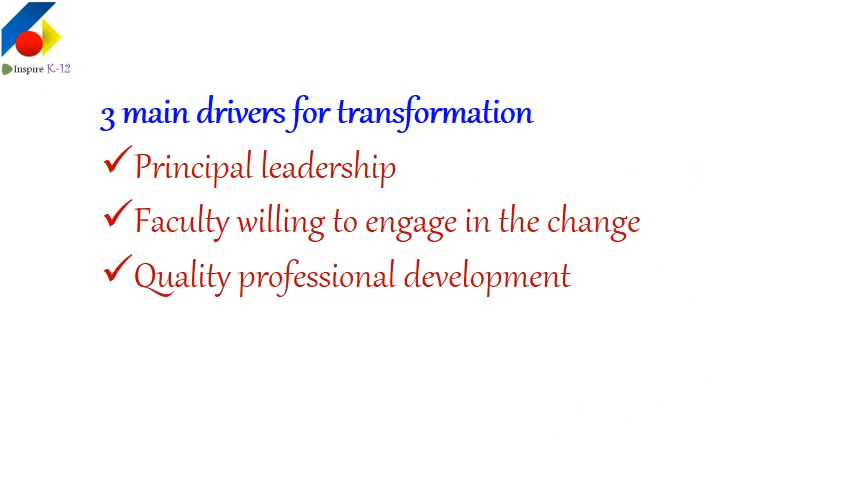 Inspire K-12
3 main drivers for transformation
✓Principal leadership
✓Faculty willing to engage in the change
✓Quality professional development